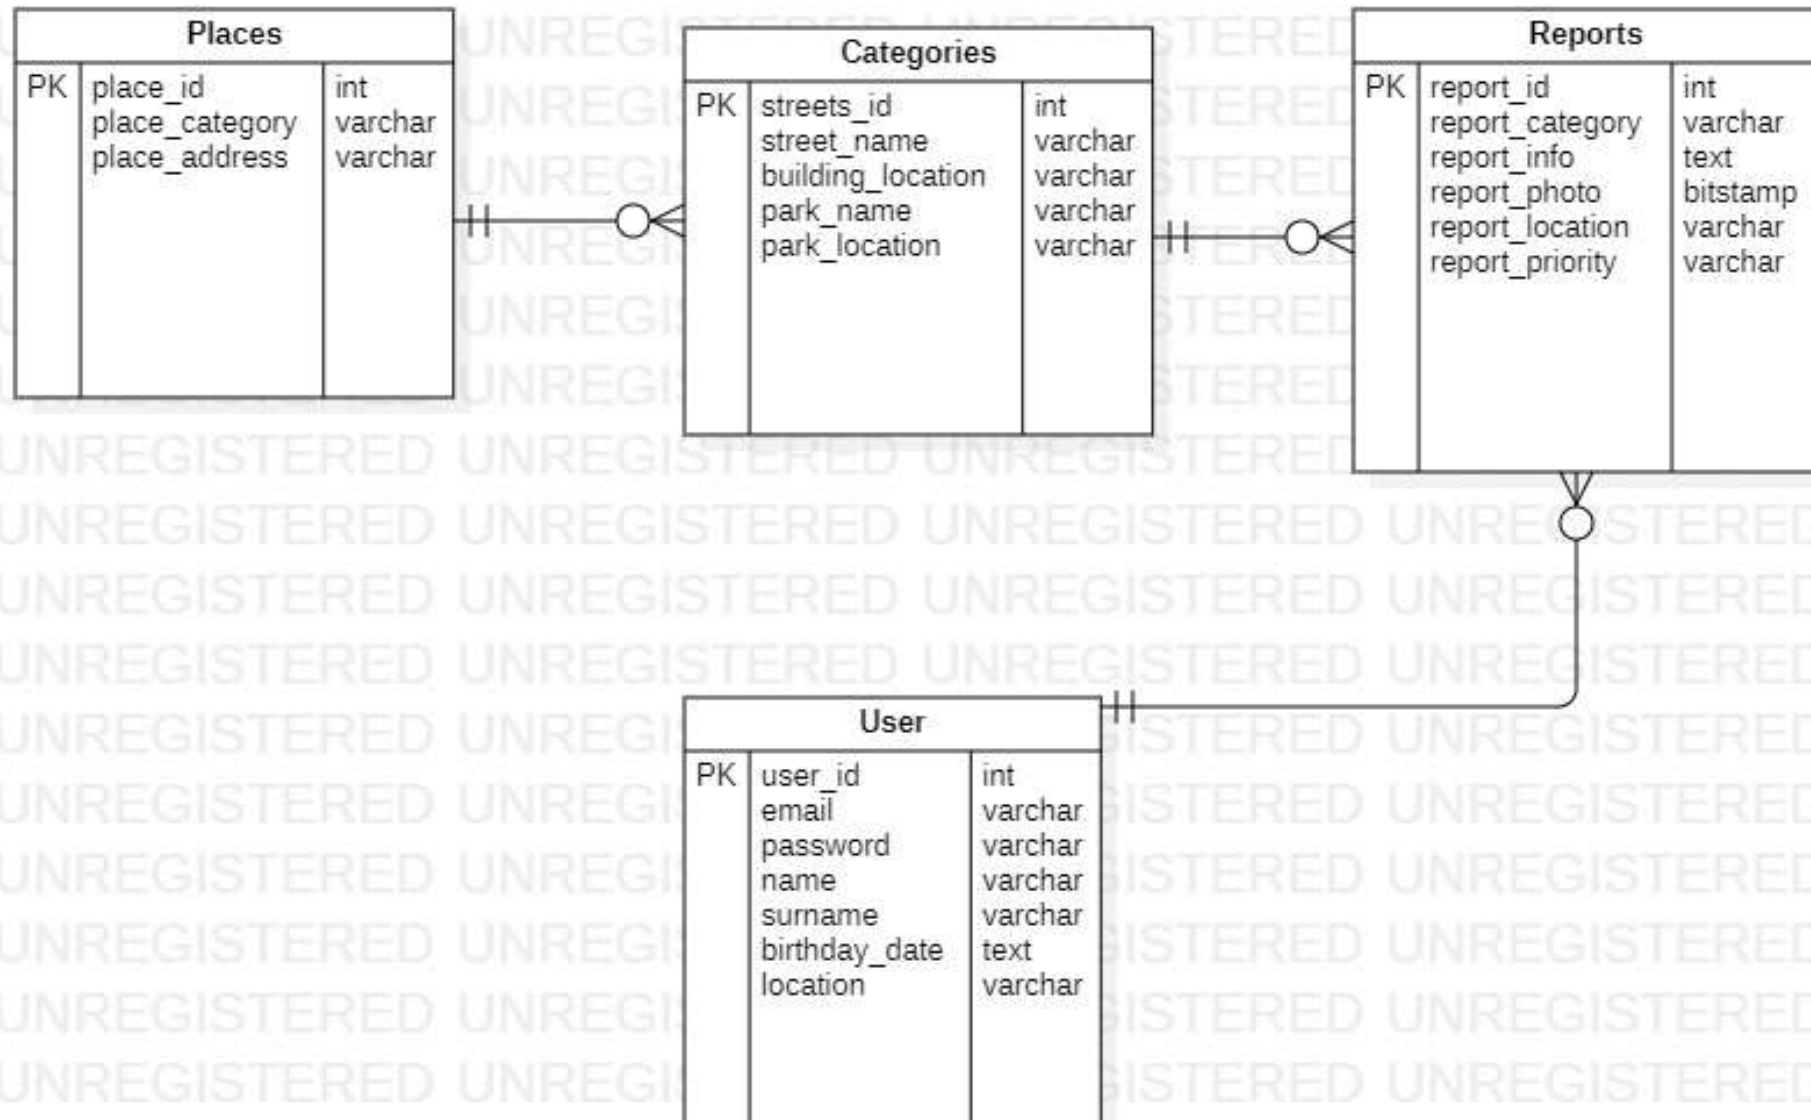 Places
PK place_id int
place_category varchar
place_address varchar
Categories
PK streets_id int
street_name varchar
building_location varchar
park_name varchar
park_location varchar
Reports
PK report_id int
report_category varchar
report_info text
report_photo bitstamp
report_location varchar
report_priority varchar
User
PK user_id int
email varchar
password varchar
name varchar
surname varchar
birthday_date text
location varchar
UNREGISTERED UNREGISTERED UNREGISTERED UNREGISTERED